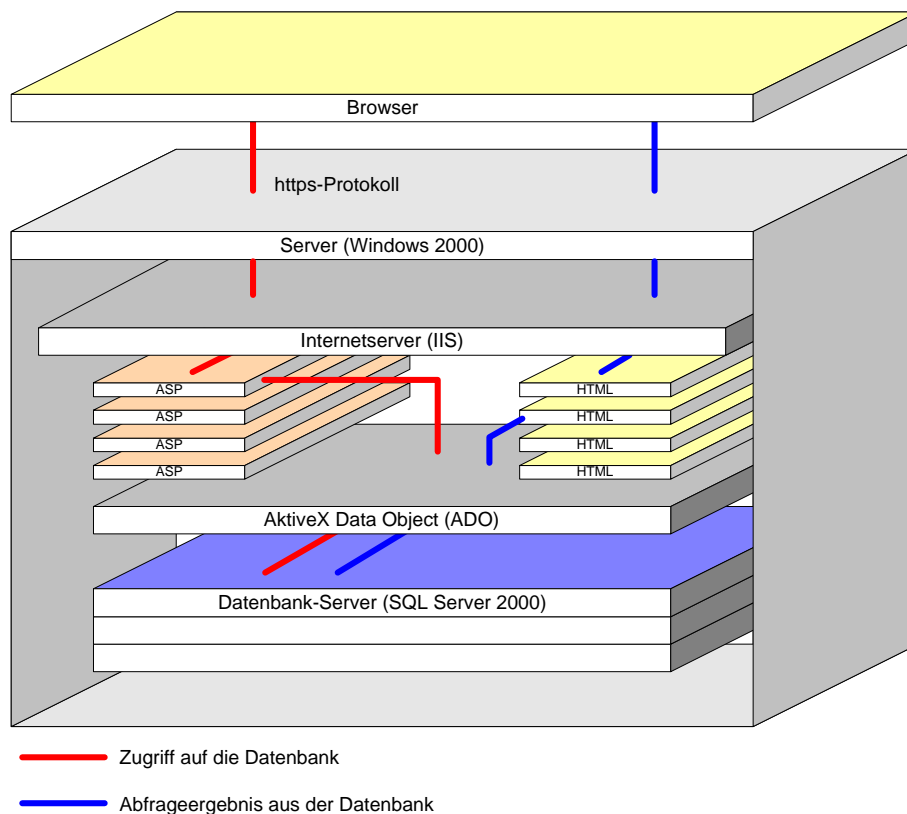 Browser
https-Protokoll
Server (Windows 2000)
Internetserver (IIS)
ASP
HTML
ASP
HTML
ASP
HTML
ASP
HTML
AktiveX Data Object (ADO)
Datenbank-Server (SQL Server 2000)
Zugriff auf die Datenbank
Abfrageergebnis aus der Datenbank